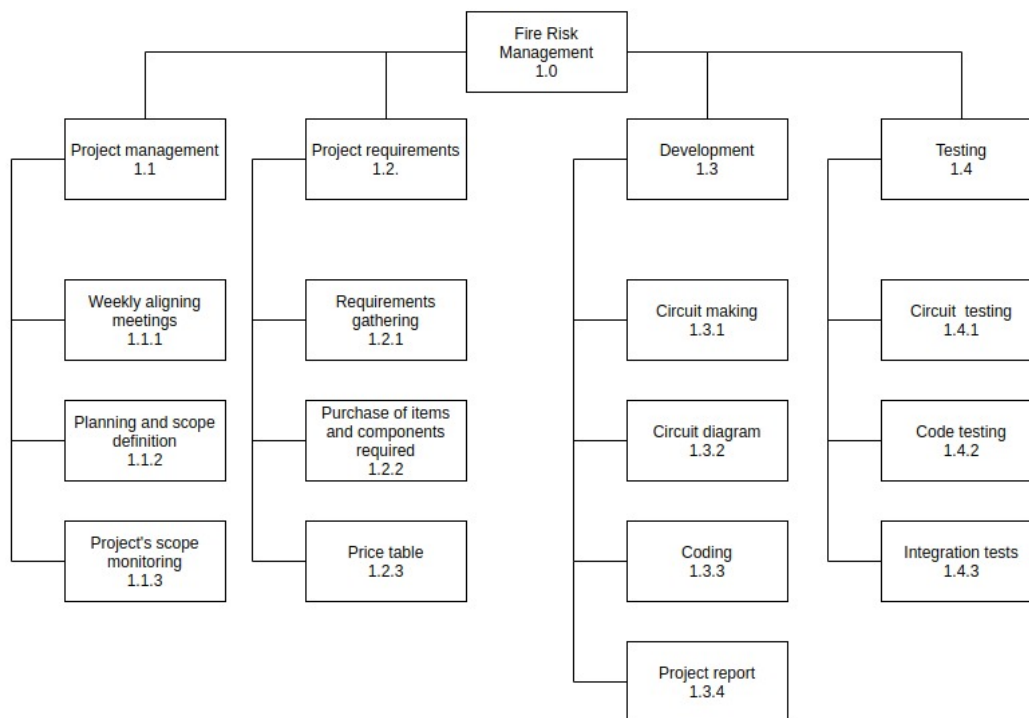 Fire Risk
Management
1.0
Project management
1.1
Project requirements
1.2.
Development
1.3
Testing
1.4
Weekly aligning
meetings
1.1.1
Requirements
gathering
1.2.1
Circuit making
1.3.1
Circuit  testing
1.4.1
Planning and scope
definition
1.1.2
Purchase of items
and components
required
1.2.2
Circuit diagram
1.3.2
Code testing
1.4.2
Project's scope
monitoring
1.1.3
Price table
1.2.3
Coding
1.3.3
Integration tests
1.4.3
Project report
1.3.4